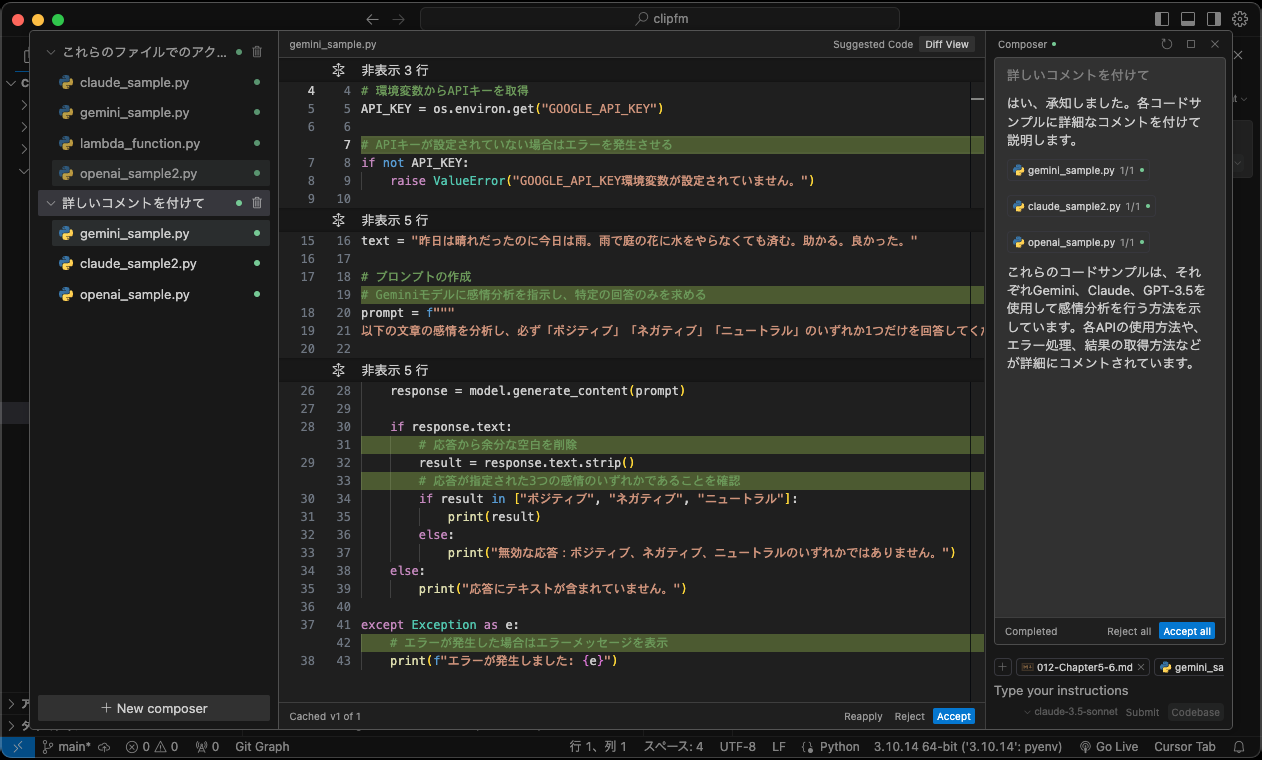 clipfm
これらのファイルでのアク...
claude_sample.py
gemini_sample.py
lambda_function.py
openai_sample2.py
詳しいコメントを付けて
gemini_sample.py
claude_sample2.py
openai_sample.py
+ New composer
gemini_sample.py
Suggested Code
Diff View
非表示 3 行
4 4 # 環境変数からAPIキーを取得
5 5 API_KEY = os.environ.get("GOOGLE_API_KEY")
6 6
7 # APIキーが設定されていない場合はエラーを発生させる
7 8 if not API_KEY:
8 9 raise ValueError("GOOGLE_API_KEY環境変数が設定されていません。")
9 10
非表示 5 行
15 16 text = "昨日は晴れだったのに今日は雨。雨で庭の花に水をやらなくても済む。助かる。良かった。"
16 17
17 18 # プロンプトの作成
19 # Geminiモデルに感情分析を指示し、特定の回答のみを求める
18 20 prompt = f"""
19 21 以下の文章の感情を分析し、必ず「ポジティブ」「ネガティブ」「ニュートラル」のいずれか1つだけを回答してく
20 22
非表示 5 行
26 28 response = model.generate_content(prompt)
27 29
28 30 if response.text:
31 # 応答から余分な空白を削除
29 32 result = response.text.strip()
33 # 応答が指定された3つの感情のいずれかであることを確認
30 34 if result in ["ポジティブ", "ネガティブ", "ニュートラル"]:
31 35 print(result)
32 36 else:
33 37 print("無効な応答：ポジティブ、ネガティブ、ニュートラルのいずれかではありません。")
34 38 else:
35 39 print("応答にテキストが含まれていません。")
36 40
37 41 except Exception as e:
42 # エラーが発生した場合はエラーメッセージを表示
38 43 print(f"エラーが発生しました: {e}")
Cached v1 of 1
Reapply
Reject
Accept
Composer
詳しいコメントを付けて
はい、承知しました。各コードサ
ンプルに詳細なコメントを付けて
説明します。
gemini_sample.py 1/1
claude_sample2.py 1/1
openai_sample.py 1/1
これらのコードサンプルは、それ
ぞれGemini、Claude、GPT-3.5を
使用して感情分析を行う方法を示
しています。各APIの使用方法や、
エラー処理、結果の取得方法など
が詳細にコメントされています。
Completed
Reject all
Accept all
012-Chapter5-6.md
gemini_sa
Type your instructions
claude-3.5-sonnet
Submit
Codebase
main*
0 0
0
Git Graph
行 1、列 1
スペース: 4
UTF-8
LF
Python
3.10.14 64-bit ('3.10.14': pyenv)
Go Live
Cursor Tab